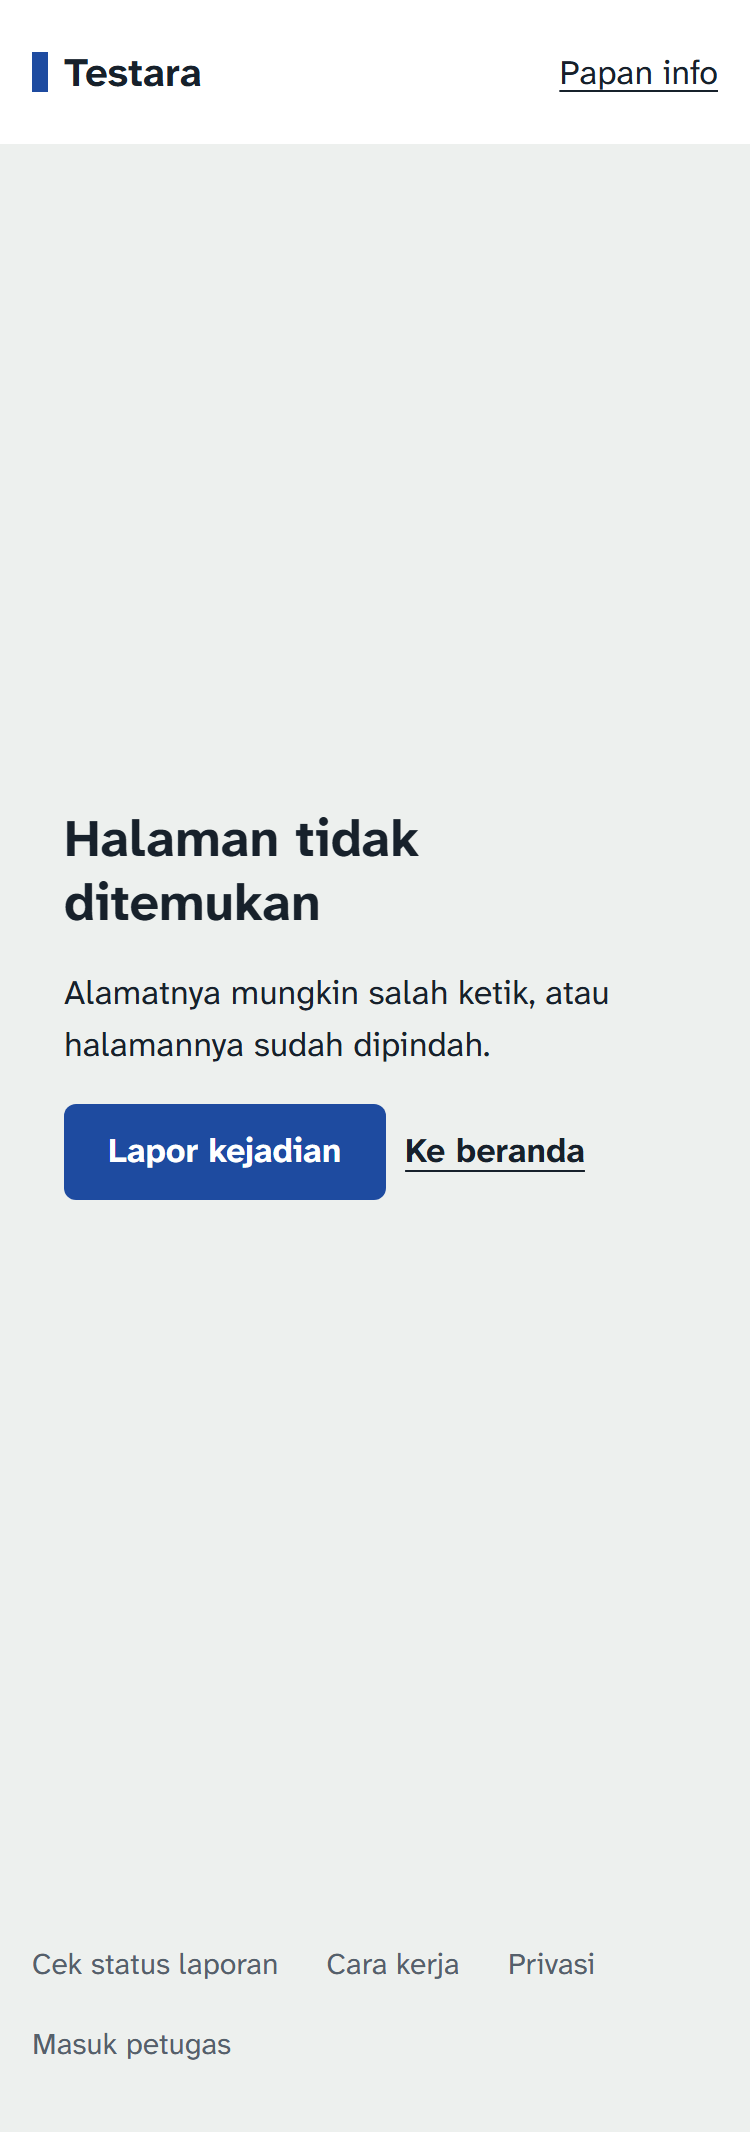 Testara
Papan info
Halaman tidak
ditemukan
Alamatnya mungkin salah ketik, atau
halamannya sudah dipindah.
Lapor kejadian
Ke beranda
Cek status laporan
Cara kerja
Privasi
Masuk petugas